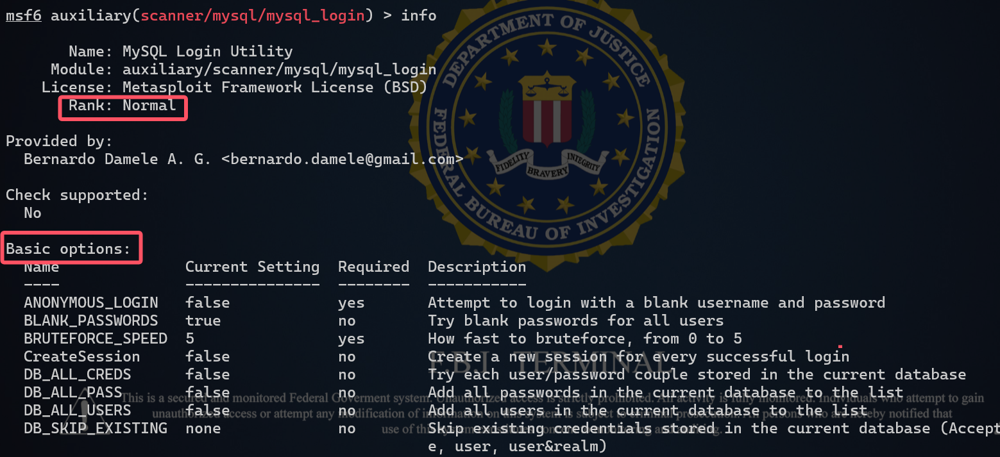 msf6 auxiliary(scanner/mysql/mysql_login) > info
Name: MySQL Login Utility
Module: auxiliary/scanner/mysql/mysql_login
License: Metasploit Framework License (BSD)
Rank: Normal
Provided by:
Bernardo Damele A. G. <bernardo.damele@gmail.com>
Check supported:
No
Basic options:
Name Current Setting Required Description
---- --------------- -------- -----------
ANONYMOUS_LOGIN false yes Attempt to login with a blank username and password
BLANK_PASSWORDS true no Try blank passwords for all users
BRUTEFORCE_SPEED 5 yes How fast to bruteforce, from 0 to 5
CreateSession false no Create a new session for every successful login
DB_ALL_CREDS false no Try each user/password couple stored in the current database
DB_ALL_PASS false no Add all passwords in the current database to the list
DB_ALL_USERS false no Add all users in the current database to the list
DB_SKIP_EXISTING none no Skip existing credentials stored in the current database (Accept
e, user, user&realm)
DEPARTMENT OF JUSTICE
FEDERAL BUREAU OF INVESTIGATION
FIDELITY
BRAVERY
INTEGRITY
F.B.I. TERMINAL
This is a secured and monitored Federal Goverment system. Unauthorized access is strictly prohibited. All activity is fully monitored. Individuals who attempt to gain
unauthorized access or attempt any modification of information on this system is subject to criminal prosecution. All persons who are hereby notified that
use of this system constitutes